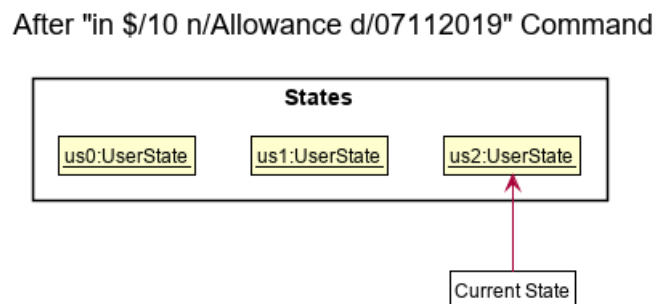 After "in $/10 n/Allowance d/07112019" Command
States
us0:UserState us1:UserState us2:UserState
Current State